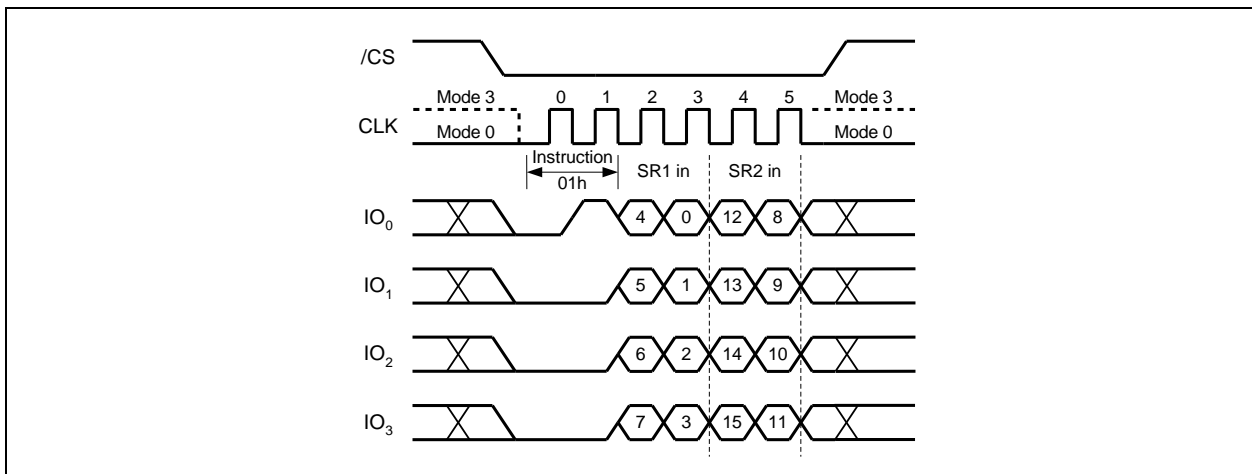 /CS
Mode 3 0 1 2 3 4 5 Mode 3
CLK Mode 0 Mode 0
Instruction SR1 in SR2 in
01h
IO0 4 0 12 8
IO1 5 1 13 9
IO2 6 2 14 10
IO3 7 3 15 11